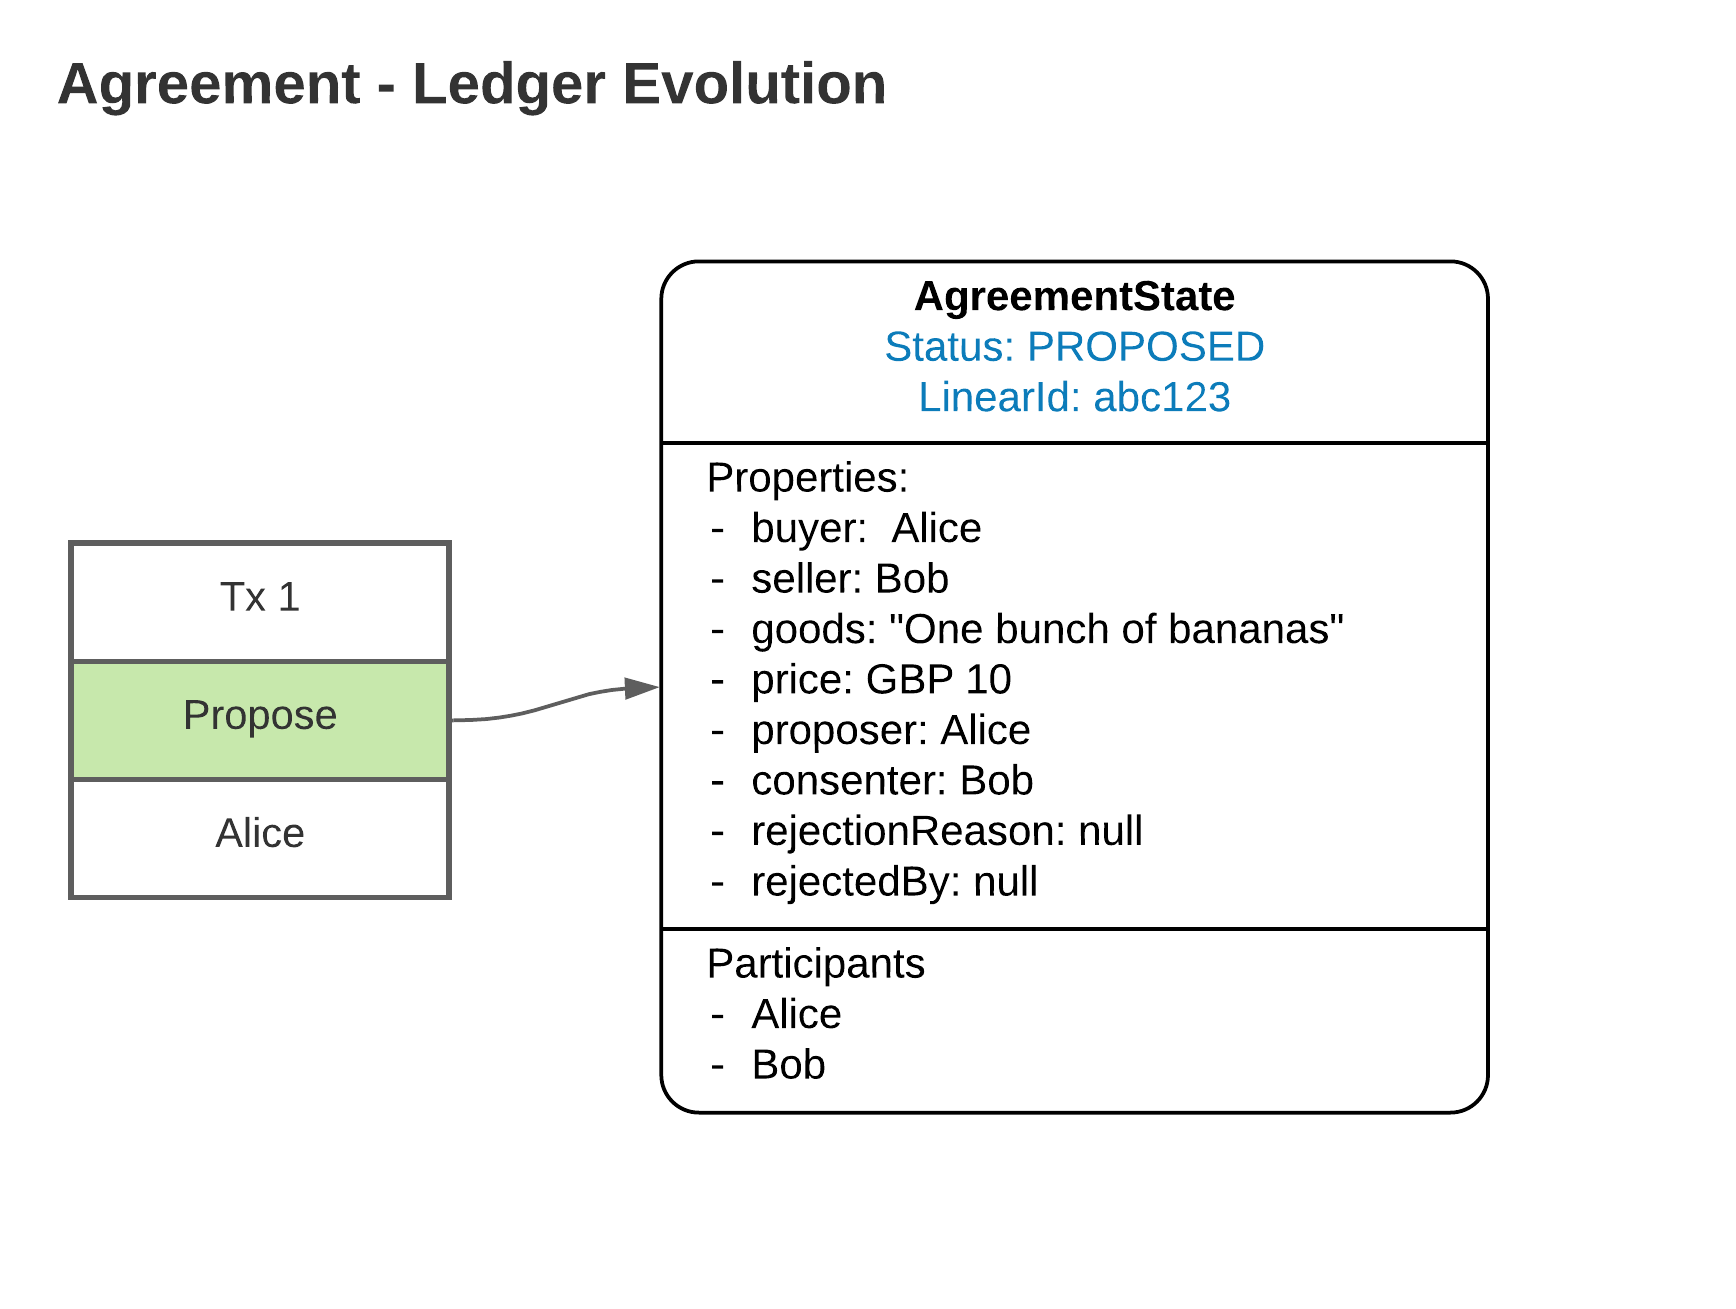 Agreement - Ledger Evolution
AgreementState
Status: PROPOSED
LinearId: abc123
Properties:
- buyer:  Alice
- seller: Bob
- goods: "One bunch of bananas"
- price: GBP 10
- proposer: Alice
- consenter: Bob
- rejectionReason: null
- rejectedBy: null
Participants
- Alice
- Bob
Tx 1
Propose
Alice